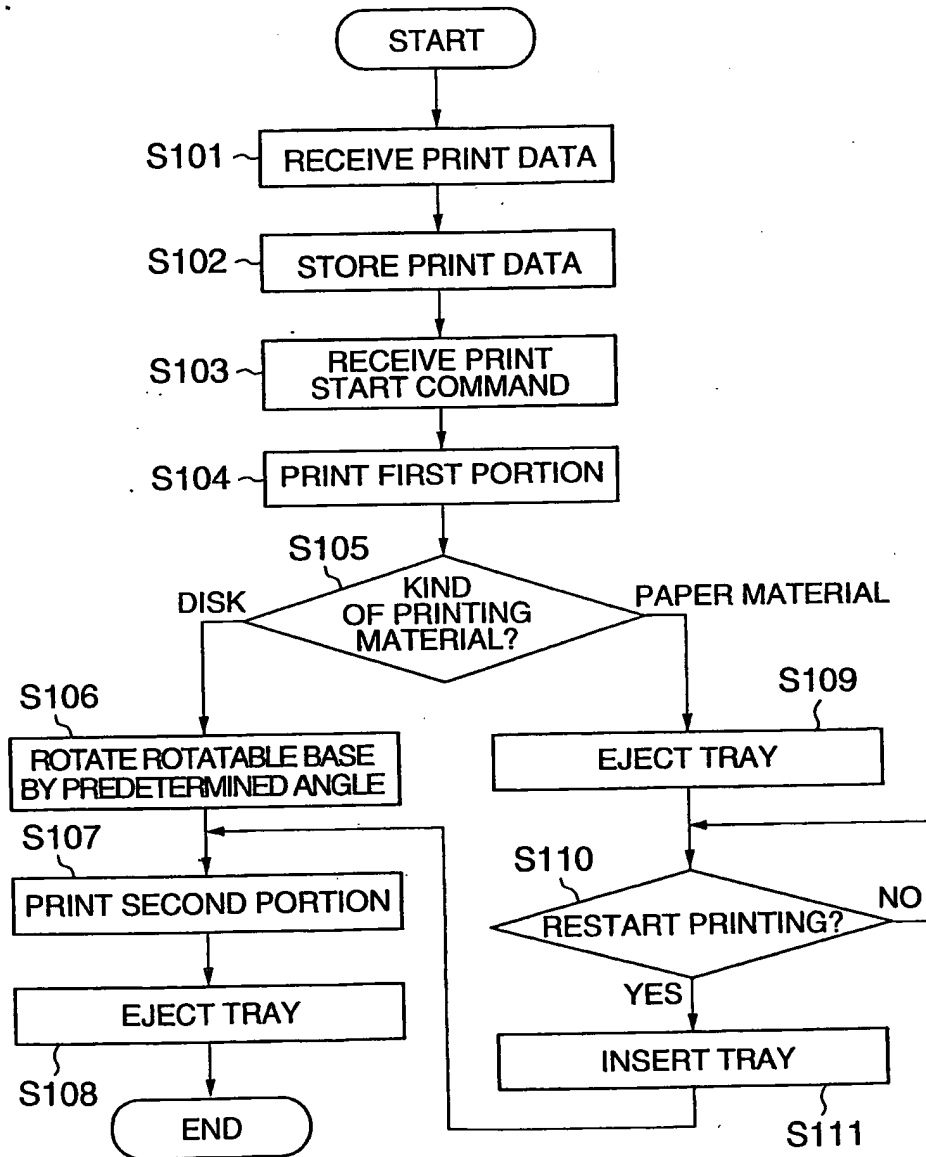 START
S101
RECEIVE PRINT DATA
S102
STORE PRINT DATA
S103
RECEIVE PRINT
START COMMAND
S104
PRINT FIRST PORTION
S105
KIND
OF PRINTING
MATERIAL?
DISK
PAPER MATERIAL
S106
ROTATE ROTATABLE BASE
BY PREDETERMINED ANGLE
S107
PRINT SECOND PORTION
EJECT TRAY
S108
END
S109
EJECT TRAY
S110
RESTART PRINTING?
NO
YES
INSERT TRAY
S111